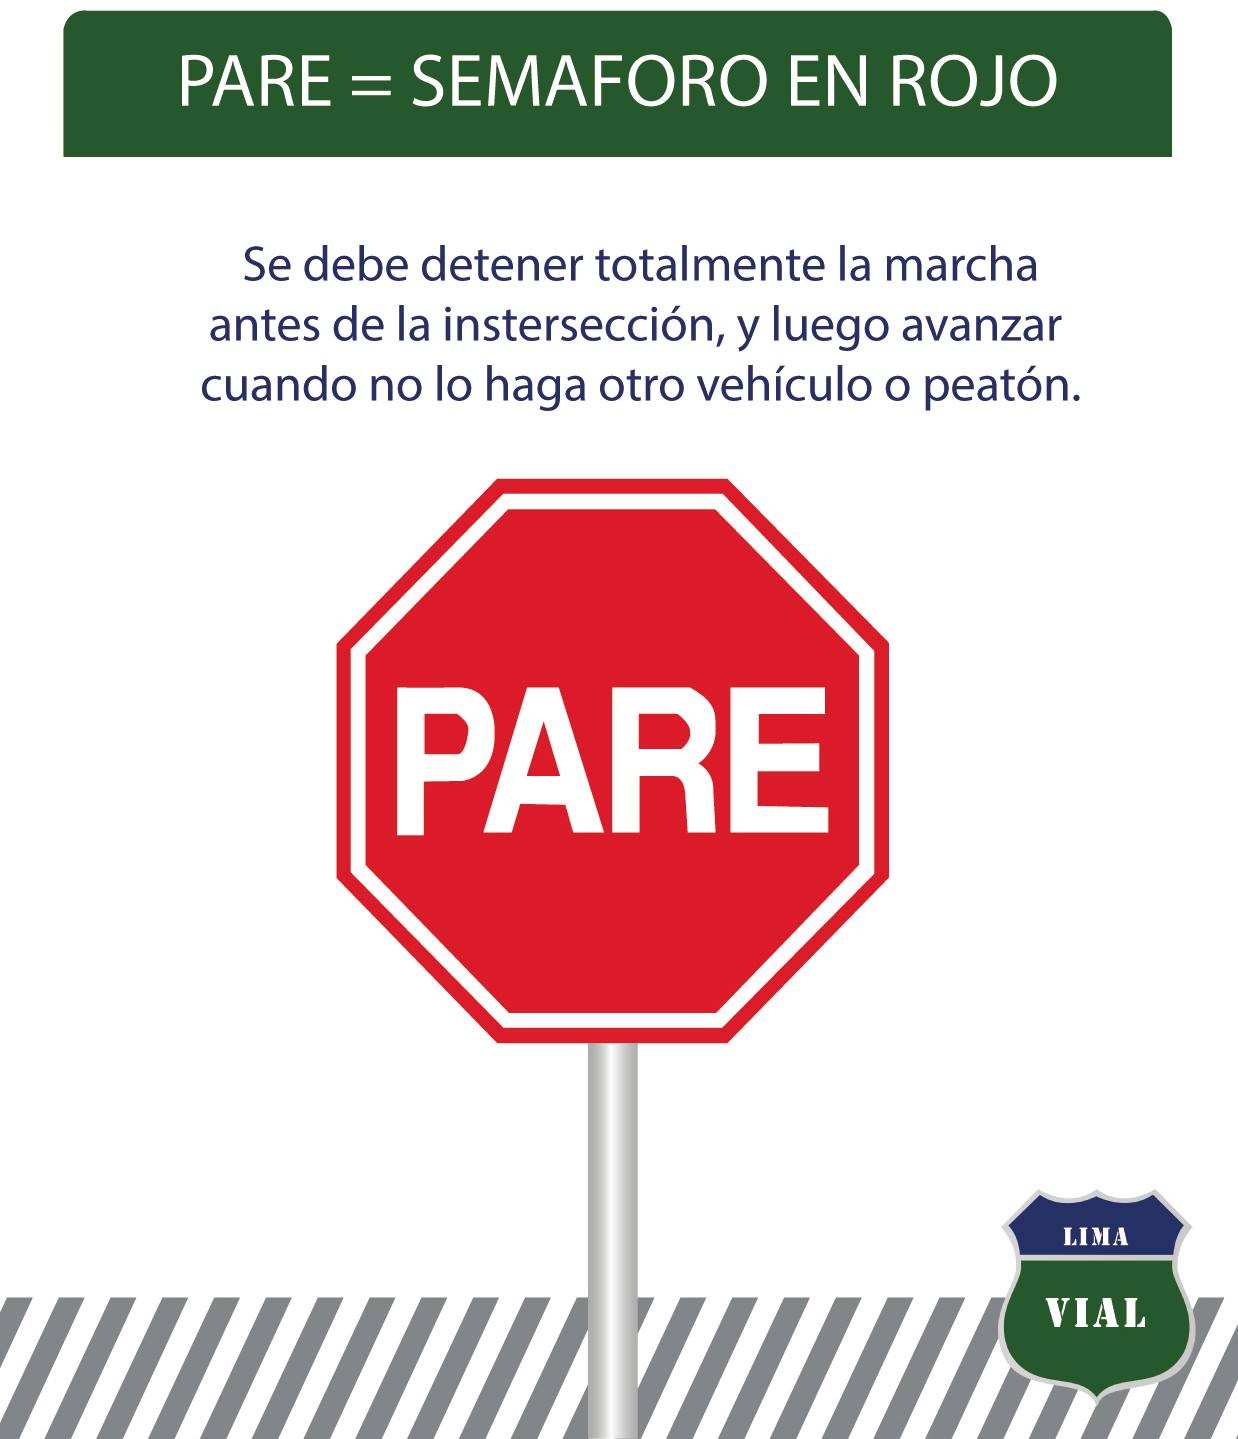 PARE = SEMAFORO EN ROJO
Se debe detener totalmente la marcha
antes de la instersección, y luego avanzar
cuando no lo haga otro vehículo o peatón.
PARE
LIMA
VIAL